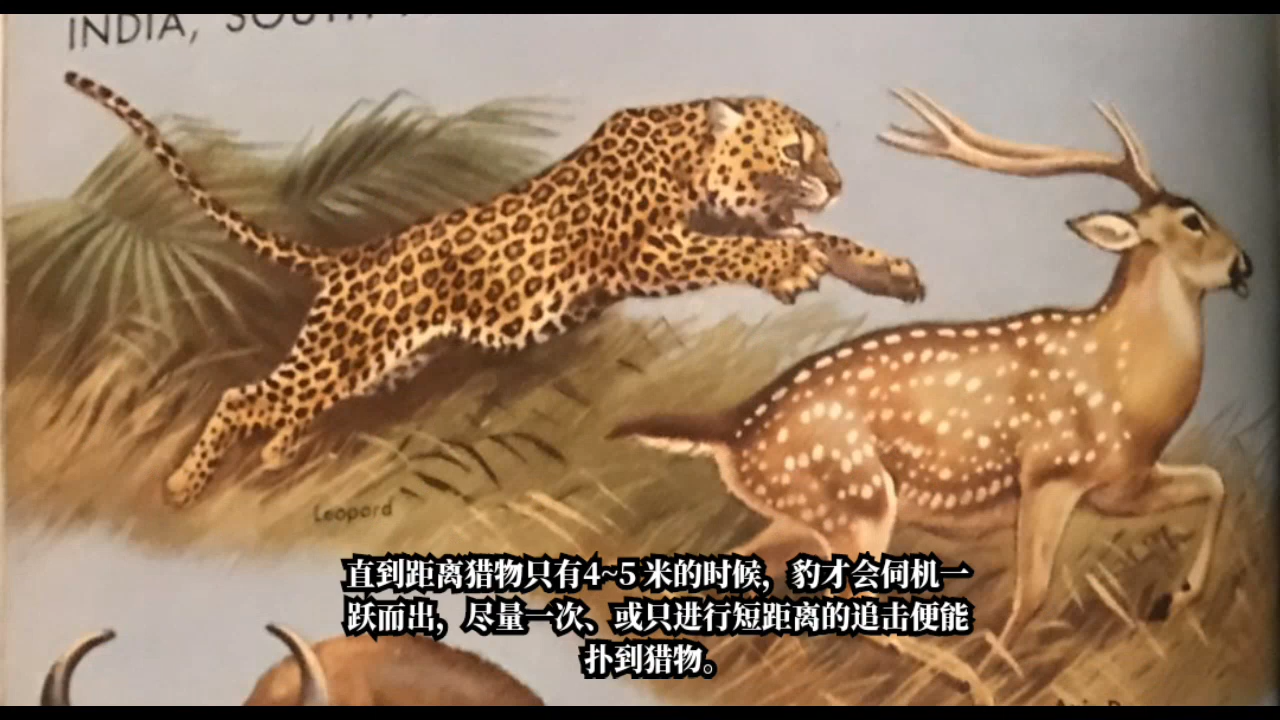 INDIA, SOUTH
Leopard
直到距离猎物只有4~5 米的时候，豹才会伺机一
跃而出，尽量一次、或只进行短距离的追击便能
扑到猎物。